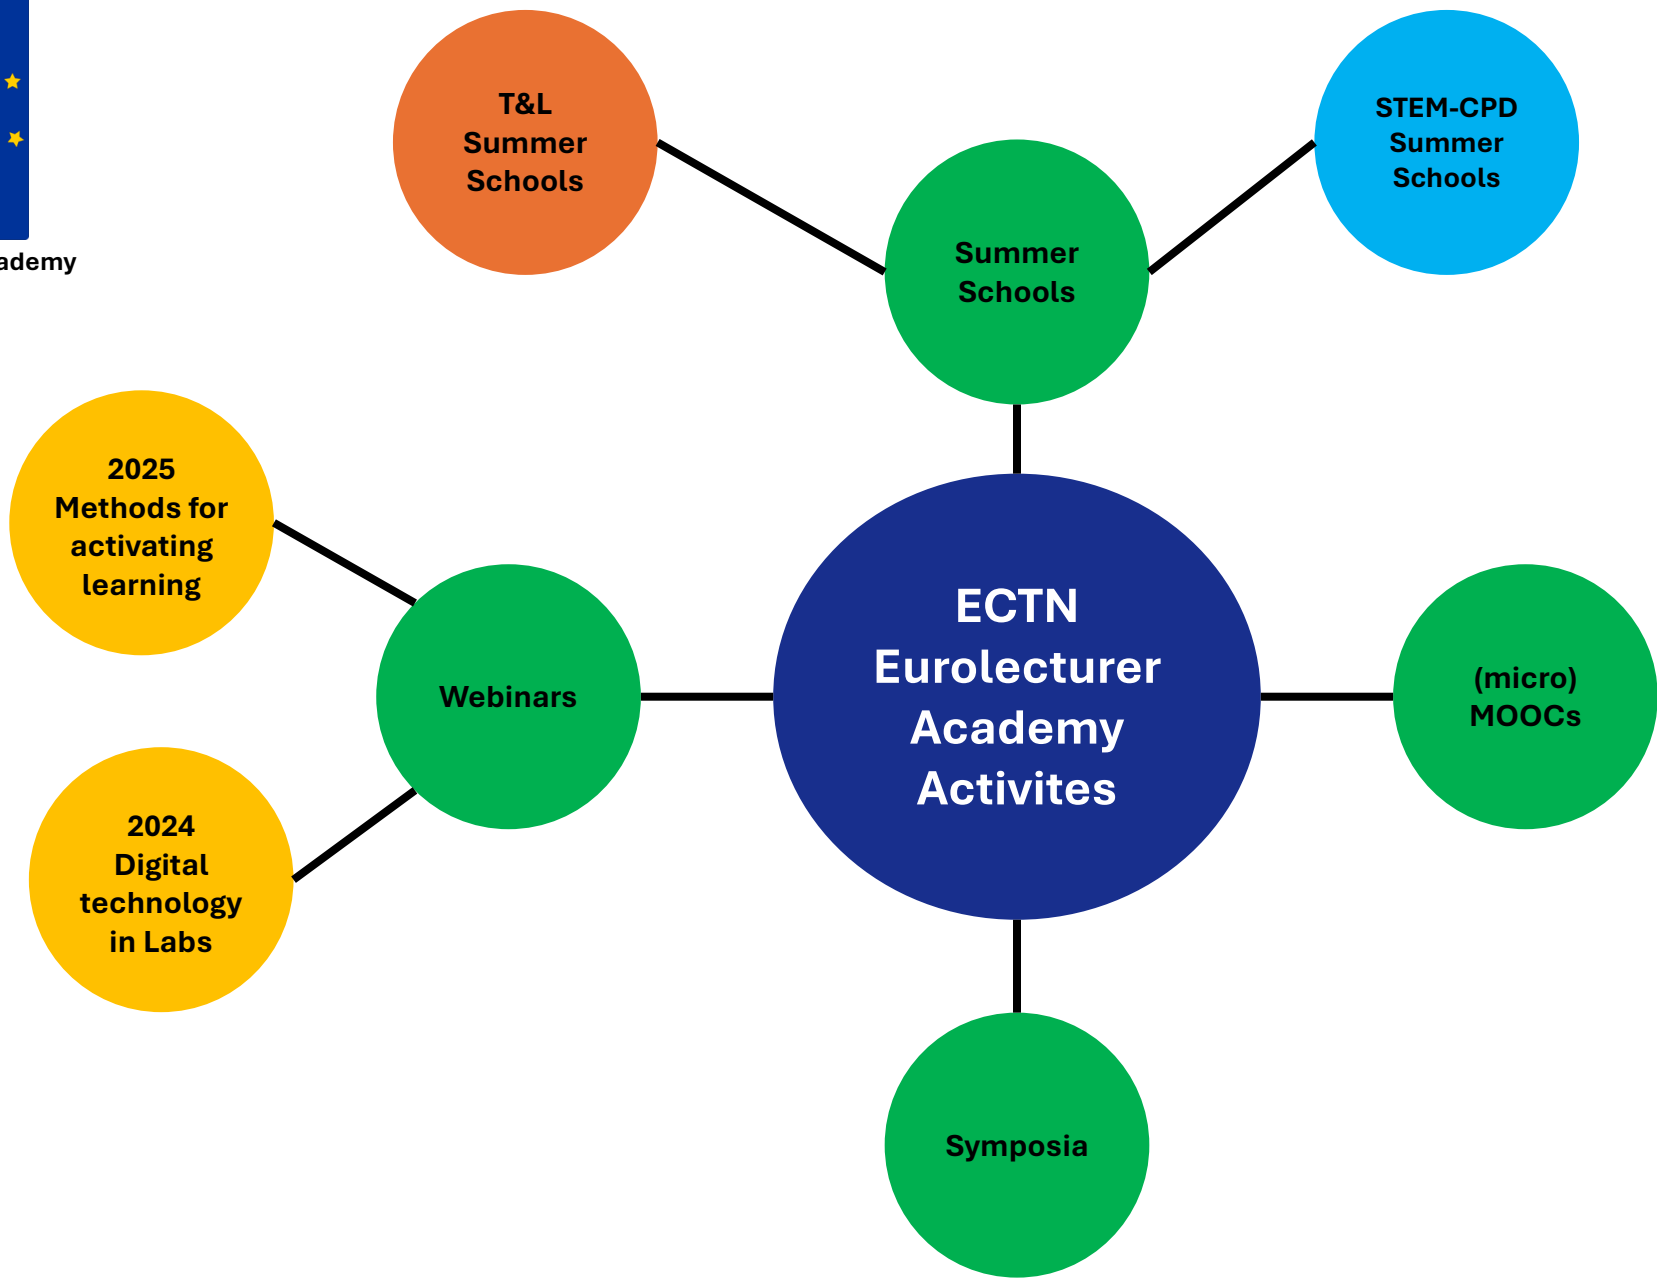 T&L
Summer
Schools
STEM-CPD
Summer
Schools
Summer
Schools
ademy
2025
Methods for
activating
learning
Webinars
ECTN
Eurolecturer
Academy
Activites
(micro)
MOOCs
2024
Digital
technology
in Labs
Symposia